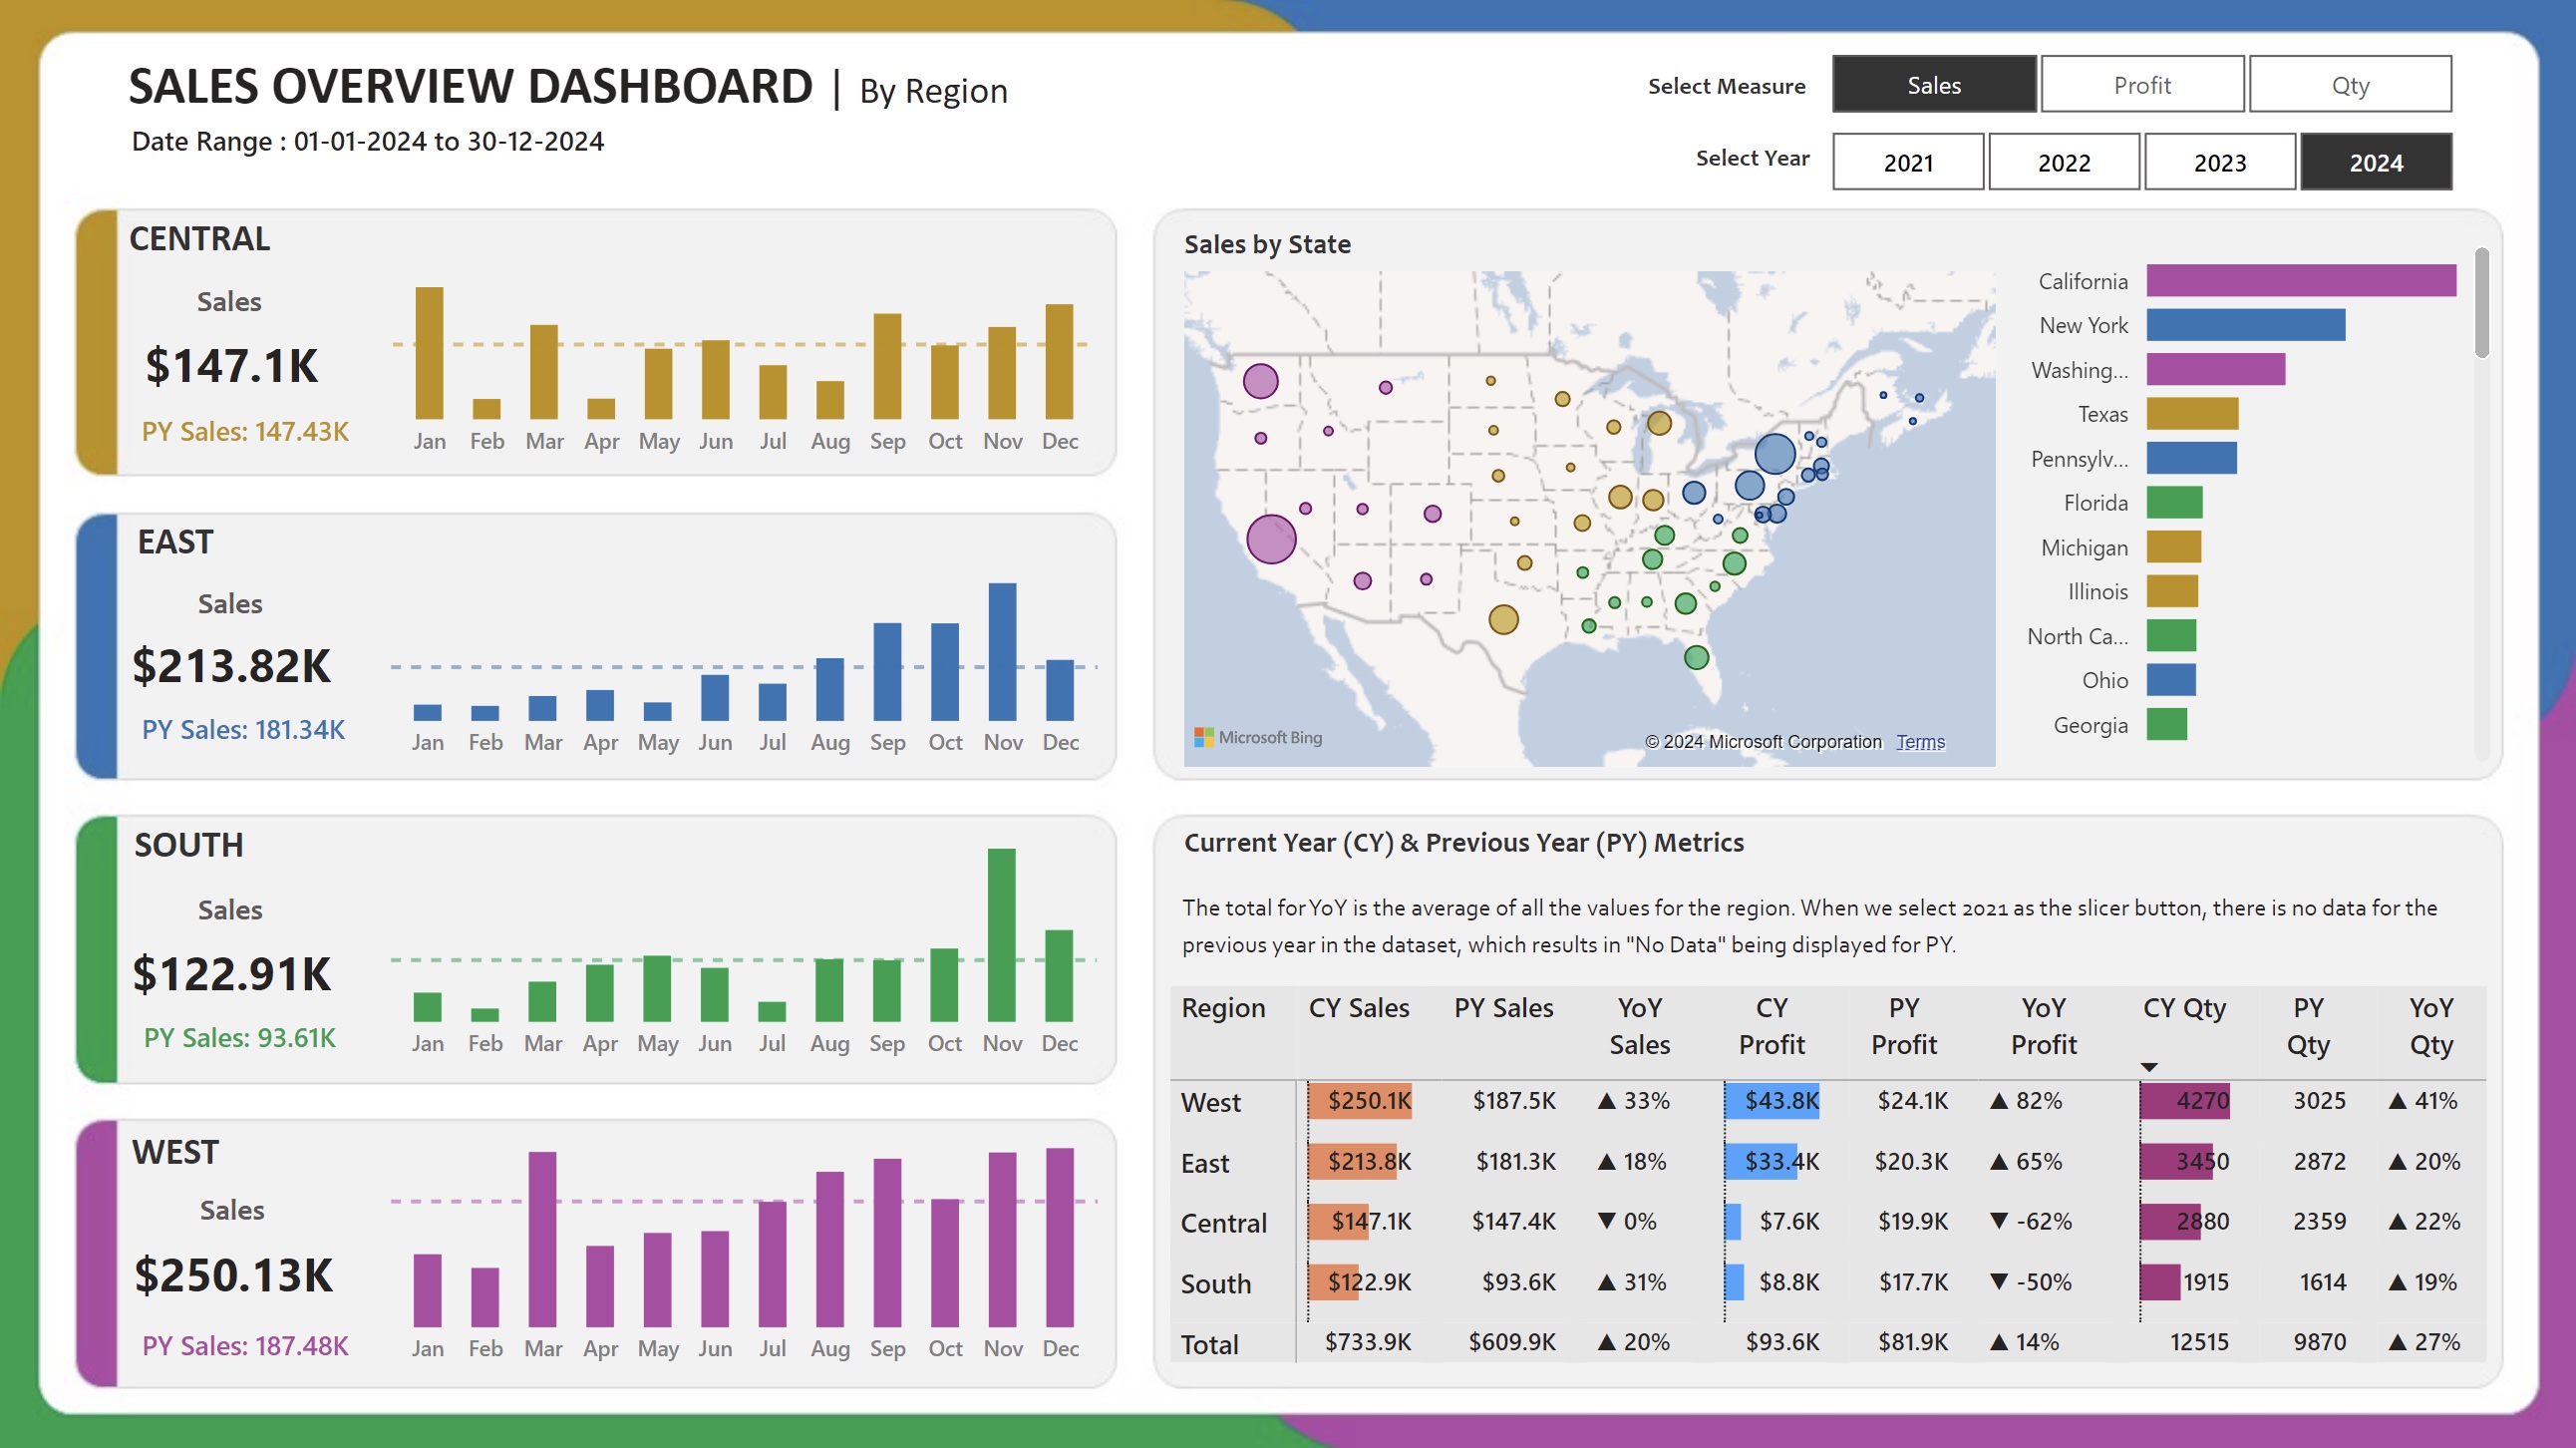 SALES OVERVIEW DASHBOARD | By Region
Date Range : 01-01-2024 to 30-12-2024
Select Measure
Sales
Profit
Qty
Select Year
2021
2022
2023
2024
CENTRAL
Sales
$147.1K
PY Sales: 147.43K
Jan Feb Mar Apr May Jun Jul Aug Sep Oct Nov Dec
EAST
Sales
$213.82K
PY Sales: 181.34K
Jan Feb Mar Apr May Jun Jul Aug Sep Oct Nov Dec
SOUTH
Sales
$122.91K
PY Sales: 93.61K
Jan Feb Mar Apr May Jun Jul Aug Sep Oct Nov Dec
WEST
Sales
$250.13K
PY Sales: 187.48K
Jan Feb Mar Apr May Jun Jul Aug Sep Oct Nov Dec
Sales by State
Microsoft Bing
© 2024 Microsoft Corporation Terms
California
New York
Washing...
Texas
Pennsylv...
Florida
Michigan
Illinois
North Ca...
Ohio
Georgia
Current Year (CY) & Previous Year (PY) Metrics
The total for YoY is the average of all the values for the region. When we select 2021 as the slicer button, there is no data for the
previous year in the dataset, which results in "No Data" being displayed for PY.
Region CY Sales PY Sales YoY CY PY YoY CY Qty PY YoY
Sales Profit Profit Profit Qty Qty
West $250.1K $187.5K ▲ 33% $43.8K $24.1K ▲ 82% 4270 3025 ▲ 41%
East $213.8K $181.3K ▲ 18% $33.4K $20.3K ▲ 65% 3450 2872 ▲ 20%
Central $147.1K $147.4K ▼ 0% $7.6K $19.9K ▼ -62% 2880 2359 ▲ 22%
South $122.9K $93.6K ▲ 31% $8.8K $17.7K ▼ -50% 1915 1614 ▲ 19%
Total $733.9K $609.9K ▲ 20% $93.6K $81.9K ▲ 14% 12515 9870 ▲ 27%